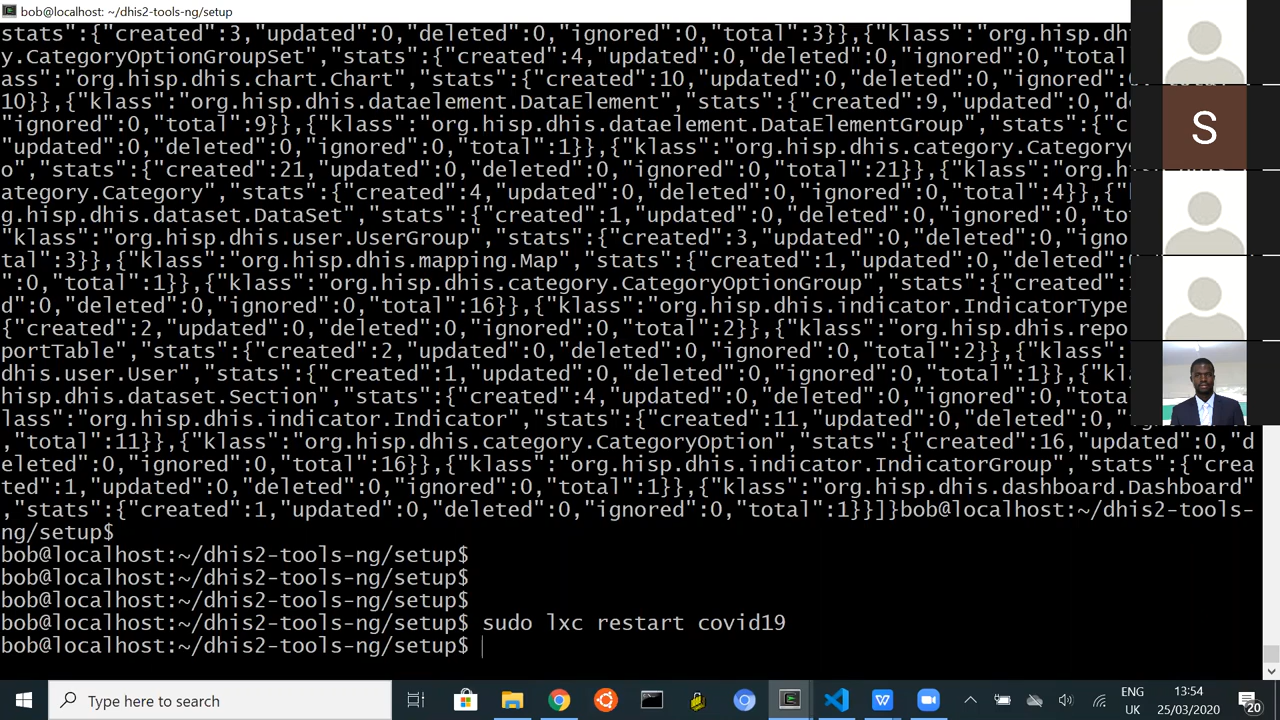 bob@localhost: ~/dhis2-tools-ng/setup
stats":{"created":3,"updated":0,"deleted":0,"ignored":0,"total":3}},{"klass":"org.hisp.dh
y.CategoryOptionGroupSet","stats":{"created":4,"updated":0,"deleted":0,"ignored":0,"total
ass":"org.hisp.dhis.chart.Chart","stats":{"created":10,"updated":0,"deleted":0,"ignored":
10}},{"klass":"org.hisp.dhis.dataelement.DataElement","stats":{"created":9,"updated":0,"de
"ignored":0,"total":9}},{"klass":"org.hisp.dhis.dataelement.DataElementGroup","stats":{"c
"updated":0,"deleted":0,"ignored":0,"total":1}},{"klass":"org.hisp.dhis.category.Category
o","stats":{"created":21,"updated":0,"deleted":0,"ignored":0,"total":21}},{"klass":"org.h
ategory.Category","stats":{"created":4,"updated":0,"deleted":0,"ignored":0,"total":4}},{"
g.hisp.dhis.dataset.DataSet","stats":{"created":1,"updated":0,"deleted":0,"ignored":0,"to
"klass":"org.hisp.dhis.user.UserGroup","stats":{"created":3,"updated":0,"deleted":0,"igno
tal":3}},{"klass":"org.hisp.dhis.mapping.Map","stats":{"created":1,"updated":0,"deleted":
":0,"total":1}},{"klass":"org.hisp.dhis.category.CategoryOptionGroup","stats":{"created":
d":0,"deleted":0,"ignored":0,"total":16}},{"klass":"org.hisp.dhis.indicator.IndicatorType
{"created":2,"updated":0,"deleted":0,"ignored":0,"total":2}},{"klass":"org.hisp.dhis.repo
portTable","stats":{"created":2,"updated":0,"deleted":0,"ignored":0,"total":2}},{"klass":
dhis.user.User","stats":{"created":1,"updated":0,"deleted":0,"ignored":0,"total":1}},{"kl
hisp.dhis.dataset.Section","stats":{"created":4,"updated":0,"deleted":0,"ignored":0,"tota
lass":"org.hisp.dhis.indicator.Indicator","stats":{"created":11,"updated":0,"deleted":0,"
,"total":11}},{"klass":"org.hisp.dhis.category.CategoryOption","stats":{"created":16,"updated":0,"d
eleted":0,"ignored":0,"total":16}},{"klass":"org.hisp.dhis.indicator.IndicatorGroup","stats":{"crea
ted":1,"updated":0,"deleted":0,"ignored":0,"total":1}},{"klass":"org.hisp.dhis.dashboard.Dashboard"
,"stats":{"created":1,"updated":0,"deleted":0,"ignored":0,"total":1}}]}bob@localhost:~/dhis2-tools-
ng/setup$
bob@localhost:~/dhis2-tools-ng/setup$
bob@localhost:~/dhis2-tools-ng/setup$
bob@localhost:~/dhis2-tools-ng/setup$
bob@localhost:~/dhis2-tools-ng/setup$ sudo lxc restart covid19
bob@localhost:~/dhis2-tools-ng/setup$
S
Type here to search
ENG
UK
13:54
25/03/2020
20